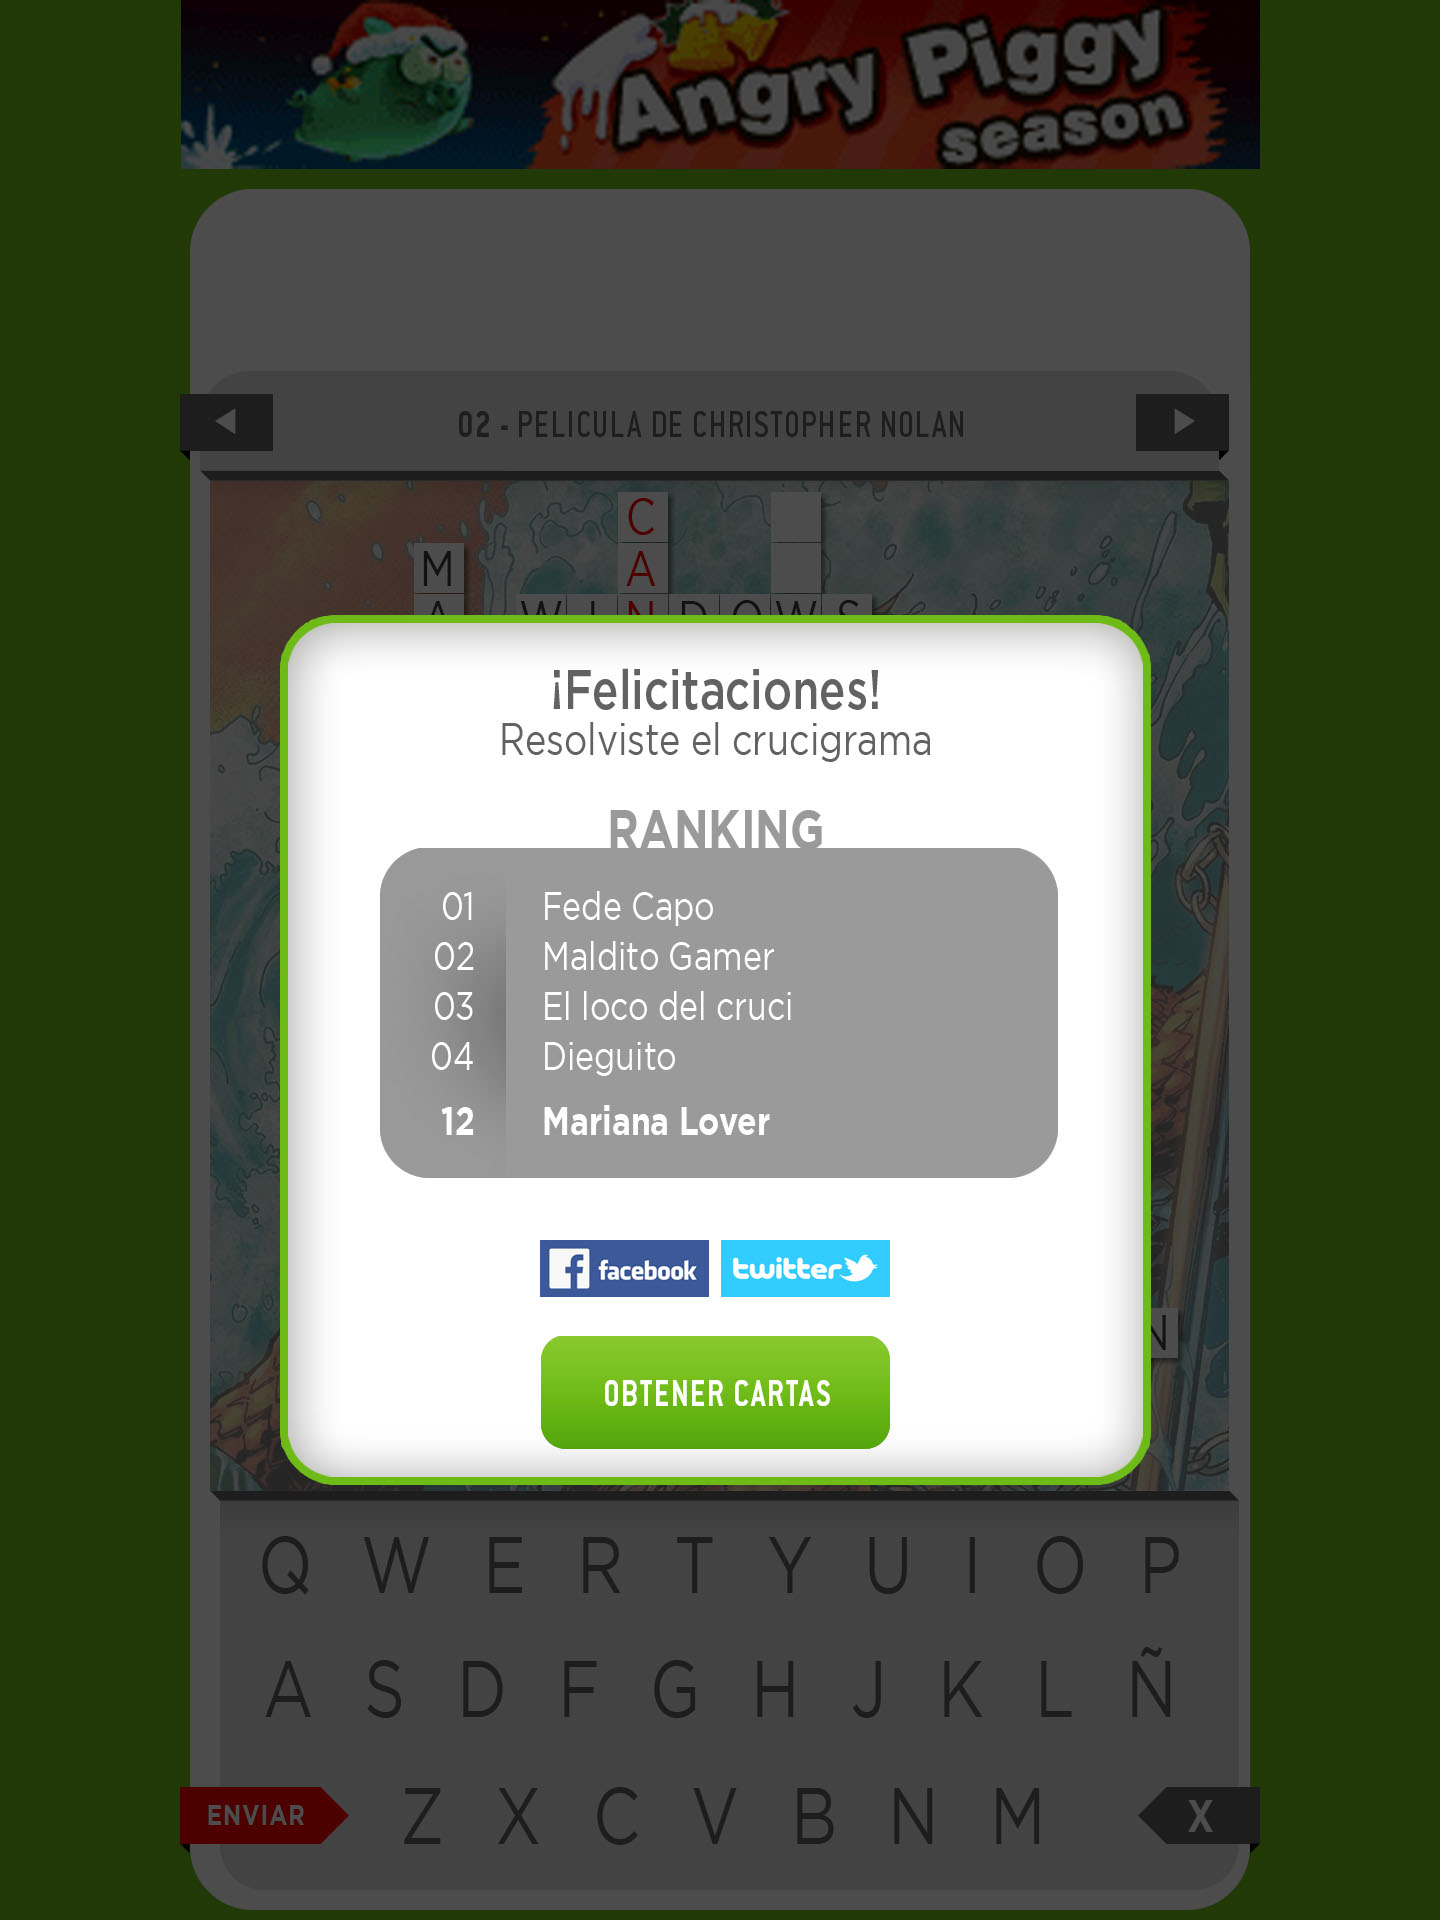 Angry Piggy
season
02 - PELICULA DE CHRISTOPHER NOLAN
C
M A
A W I N D O W S
¡Felicitaciones!
Resolviste el crucigrama
RANKING
01 Fede Capo
02 Maldito Gamer
03 El loco del cruci
04 Dieguito
12 Mariana Lover
facebook twitter
N
OBTENER CARTAS
Q W E R T Y U I O P
A S D F G H J K L Ñ
ENVIAR Z X C V B N M X